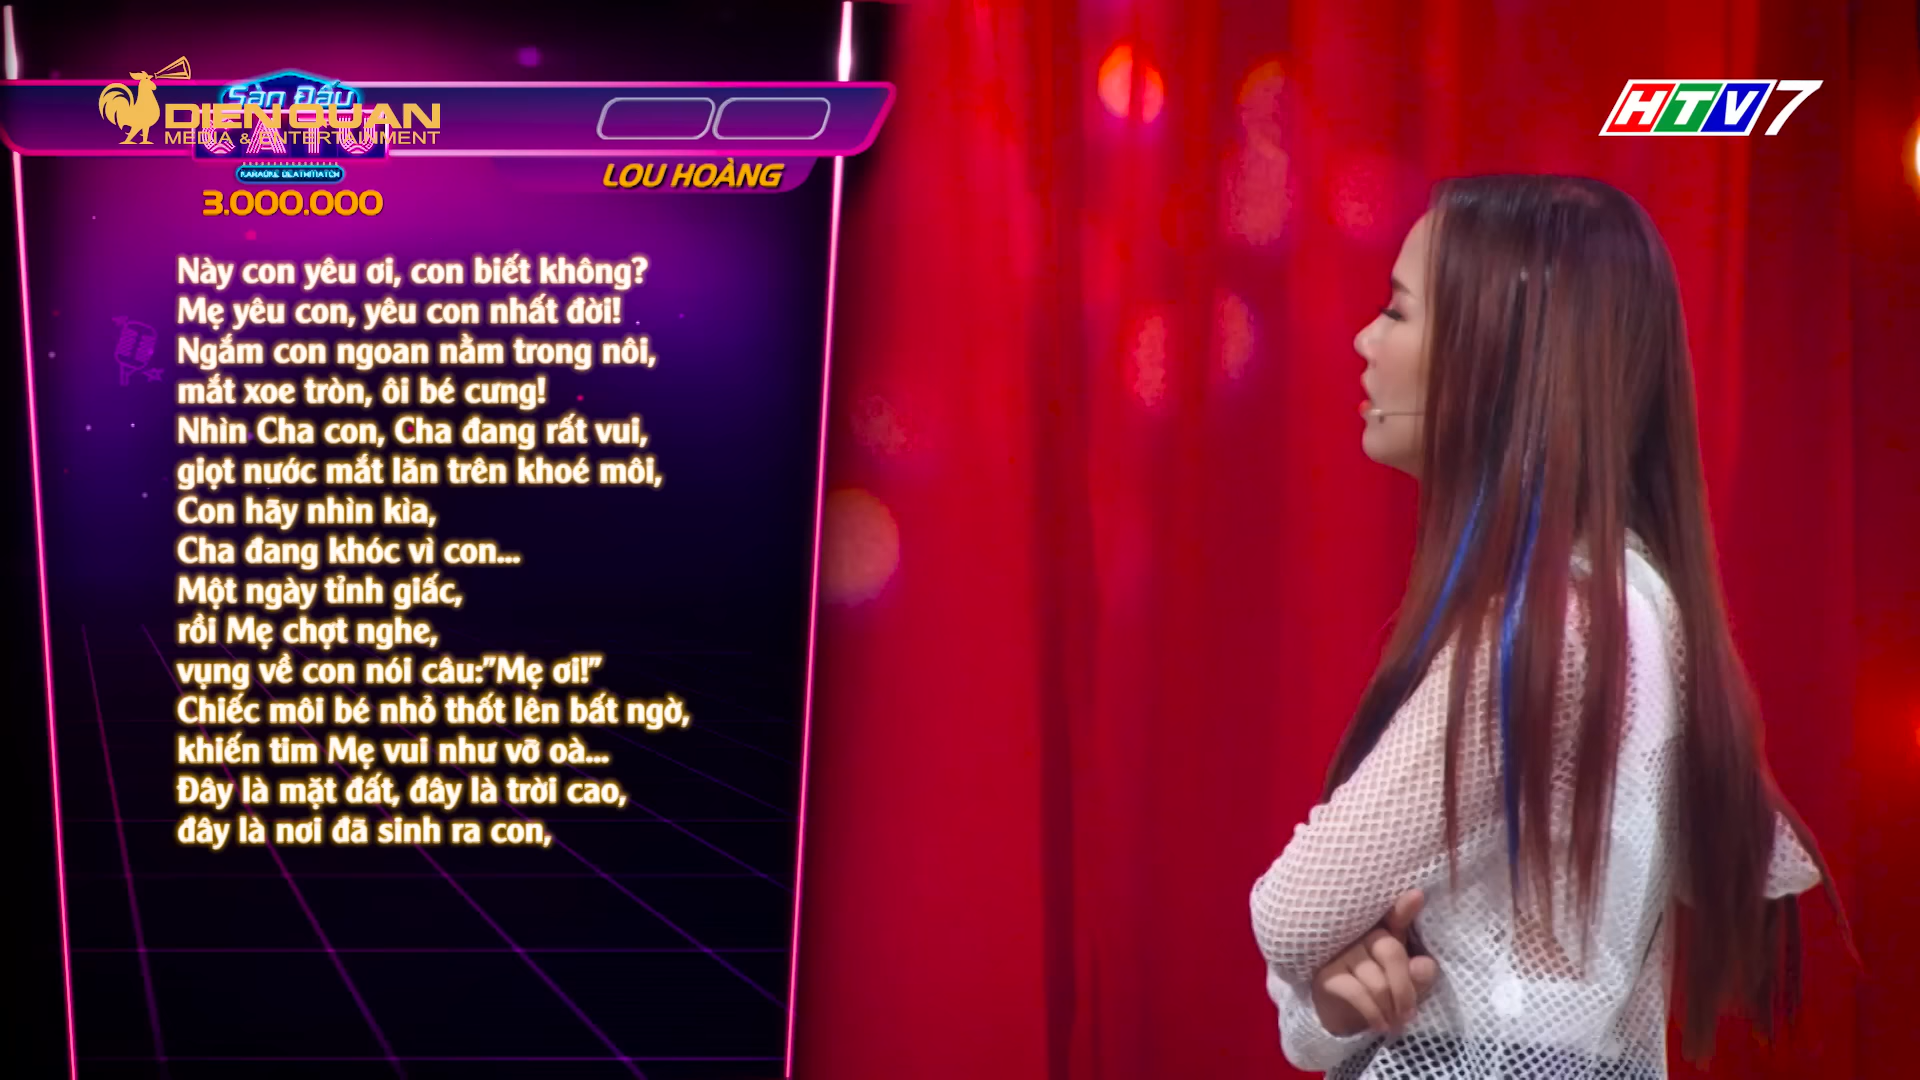 Sàn Đấu
CA TỪ
KARAOKE DEATHMATCH
DIEN QUAN
MEDIA & ENTERTAINMENT
HTV7
LOU HOÀNG
3.000.000
Này con yêu ơi, con biết không?
Mẹ yêu con, yêu con nhất đời!
Ngắm con ngoan nằm trong nôi,
mắt xoe tròn, ôi bé cưng!
Nhìn Cha con, Cha đang rất vui,
giọt nước mắt lăn trên khoé môi,
Con hãy nhìn kìa,
Cha đang khóc vì con...
Một ngày tỉnh giấc,
rồi Mẹ chợt nghe,
vụng về con nói câu:"Mẹ ơi!"
Chiếc môi bé nhỏ thốt lên bất ngờ,
khiến tim Mẹ vui như vỡ oà...
Đây là mặt đất, đây là trời cao,
đây là nơi đã sinh ra con,